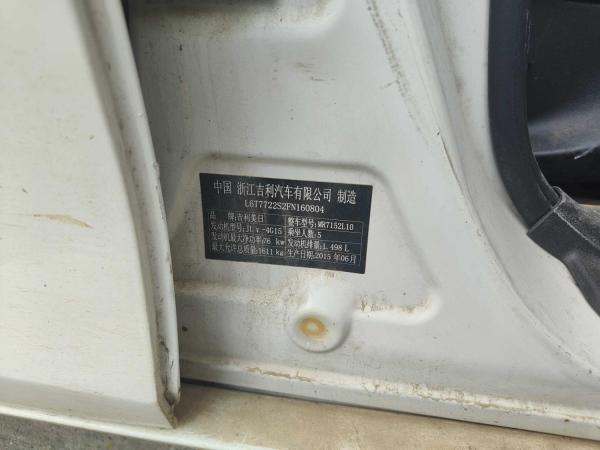 中国 浙江吉利汽车有限公司 制造
L6T7722S2FN160804
品 牌:吉利美日 整车型号:MR7152L10
发动机型号:JLγ-4G15 乘坐人数:5
发动机最大净功率:76 kw 发动机排量:1.498 L
最大允许总质量:1611 kg 生产日期:2015 年06月